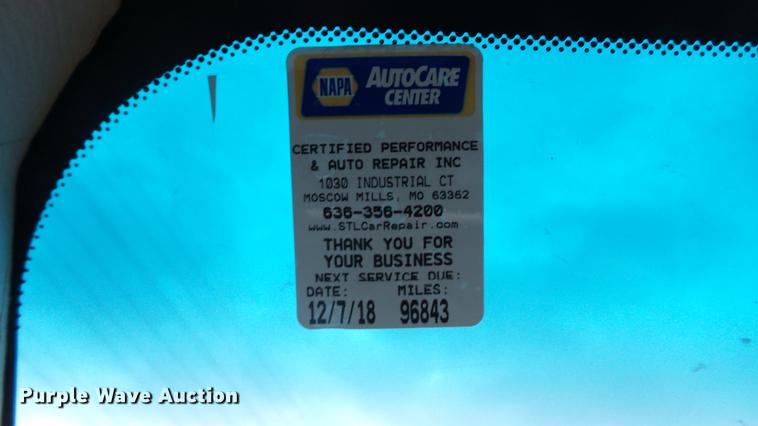 NAPA AUTOCARE
CENTER
CERTIFIED PERFORMANCE
& AUTO REPAIR INC
1030 INDUSTRIAL CT
MOSCOW MILLS, MO 63362
636-356-4200
www.STLCarRepair.com
THANK YOU FOR
YOUR BUSINESS
NEXT SERVICE DUE:
DATE: MILES:
12/7/18 96843
Purple Wave Auction